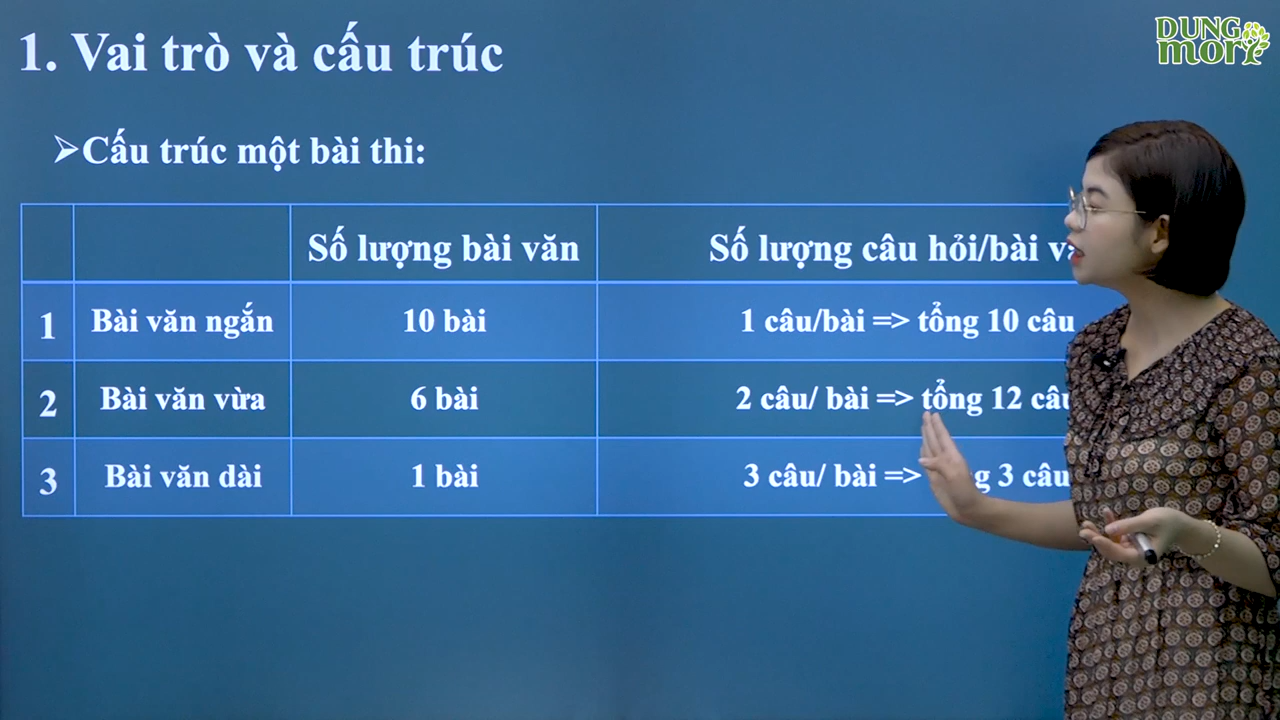 1. Vai trò và cấu trúc
DUNG
mori
➢Cấu trúc một bài thi:
Số lượng bài văn
Số lượng câu hỏi/bài
1
Bài văn ngắn
10 bài
1 câu/bài => tổng 10 câu
2
Bài văn vừa
6 bài
2 câu/ bài => tổng 12 câu
3
Bài văn dài
1 bài
3 câu/ bài => 3 câu